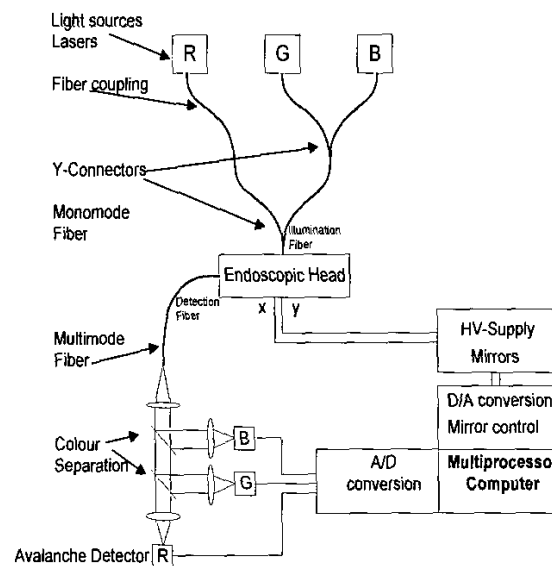 Light sources
Lasers
R
G
B
Fiber coupling
Y-Connectors
Monomode
Fiber
Illumination
Fiber
Endoscopic Head
Detection
Fiber
x
y
Multimode
Fiber
HV-Supply
Mirrors
D/A conversion
Mirror control
Colour
Separation
B
G
A/D
conversion
Multiprocesso
Computer
Avalanche Detector
R